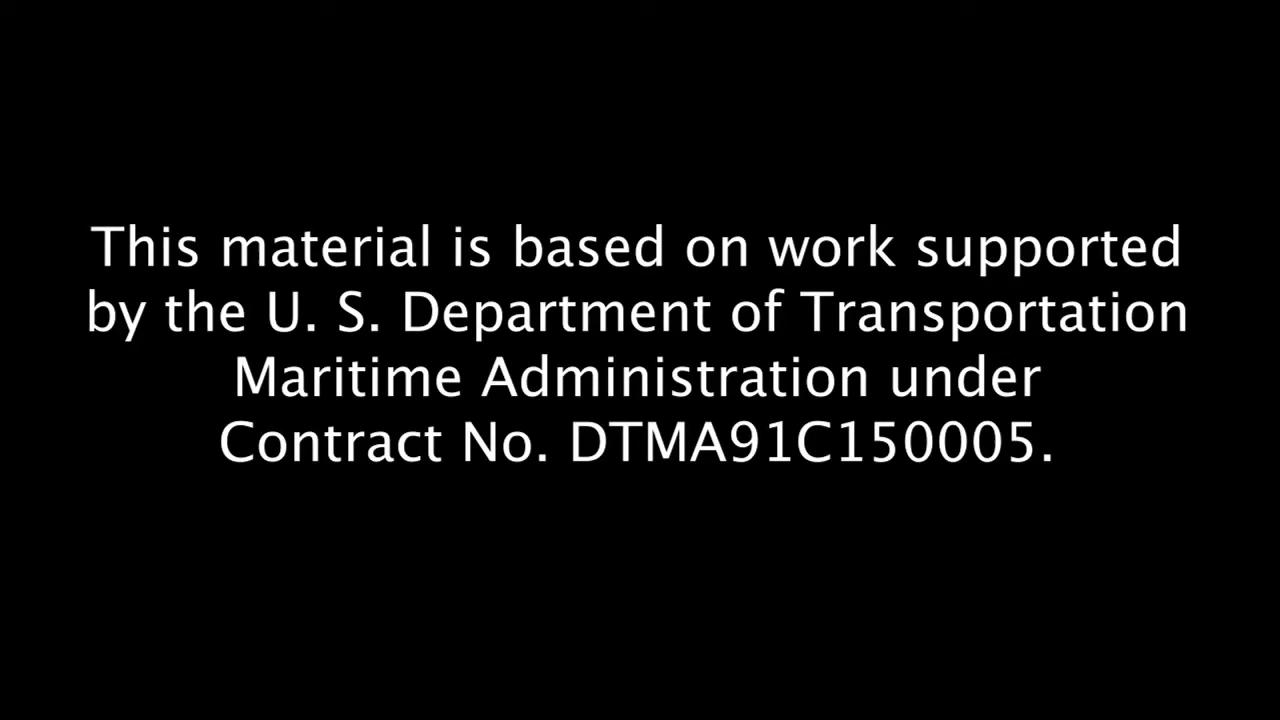 This material is based on work supported
by the U. S. Department of Transportation
Maritime Administration under
Contract No. DTMA91C150005.